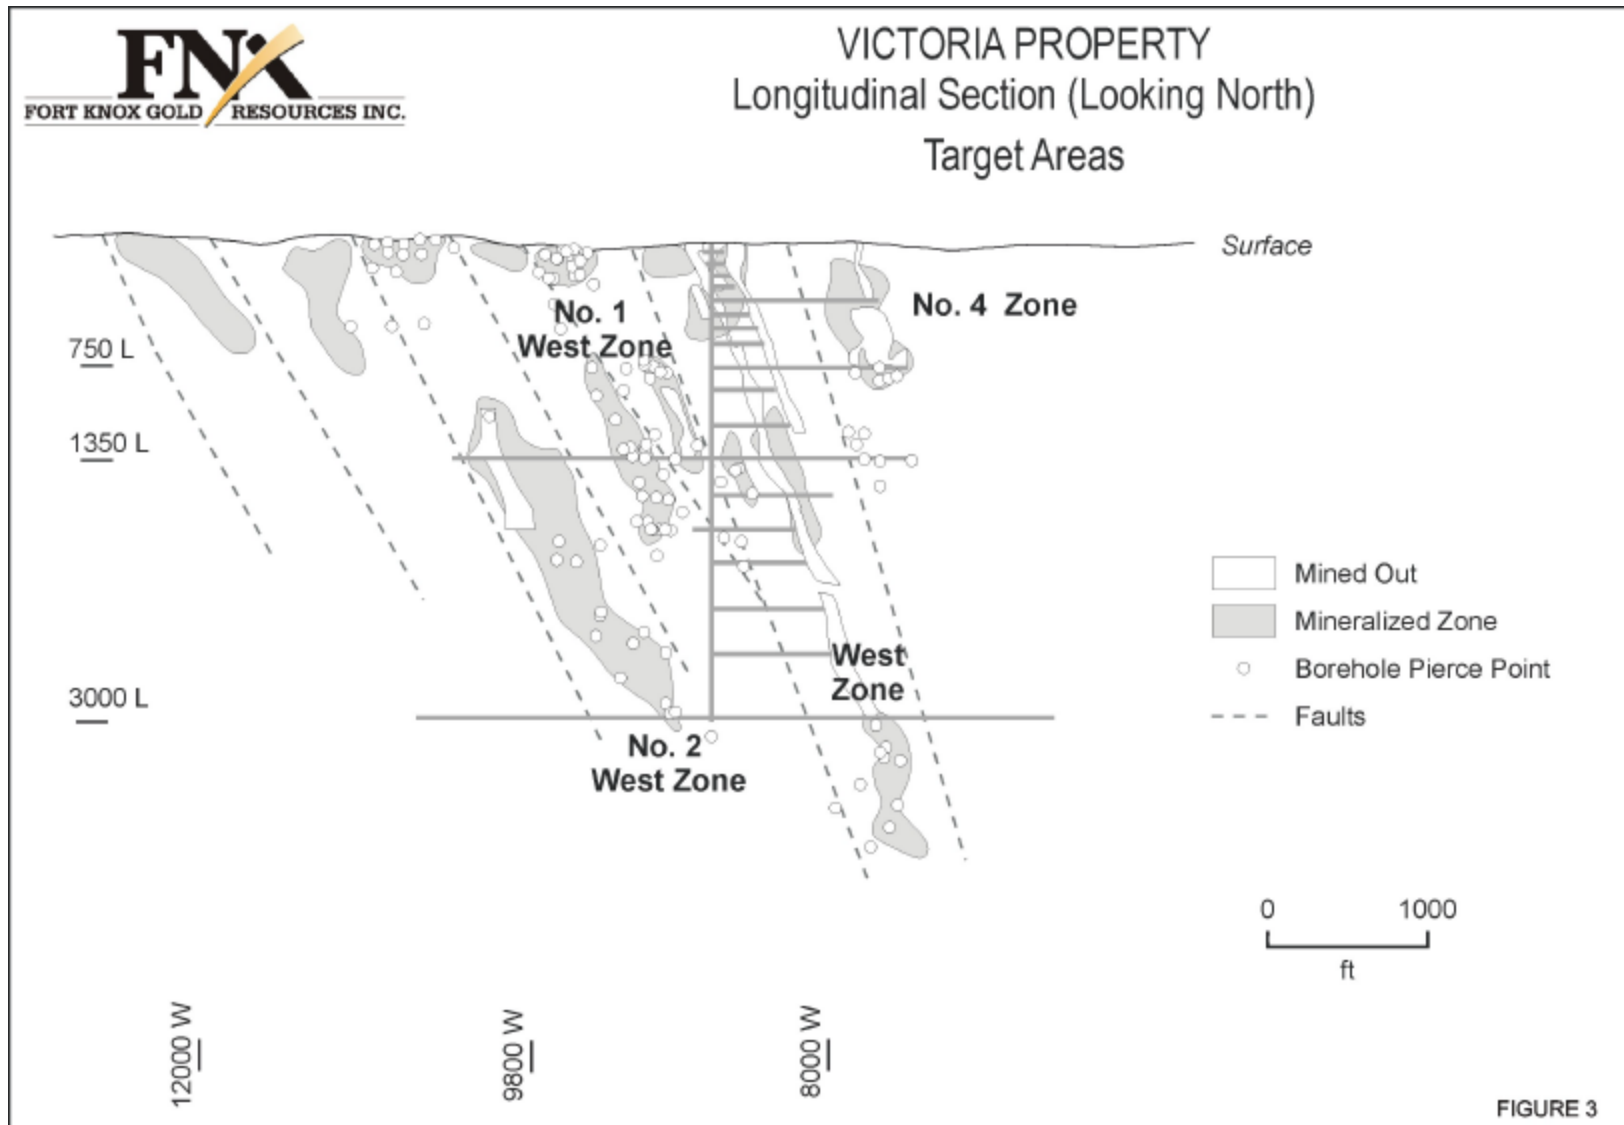 FNX
FORT KNOX GOLD RESOURCES INC.
VICTORIA PROPERTY
Longitudinal Section (Looking North)
Target Areas
Surface
No. 4 Zone
No. 1
West Zone
750 L
1350 L
3000 L
West
Zone
No. 2
West Zone
Mined Out
Mineralized Zone
Borehole Pierce Point
Faults
0 1000
ft
12000 W
9800 W
8000 W
FIGURE 3